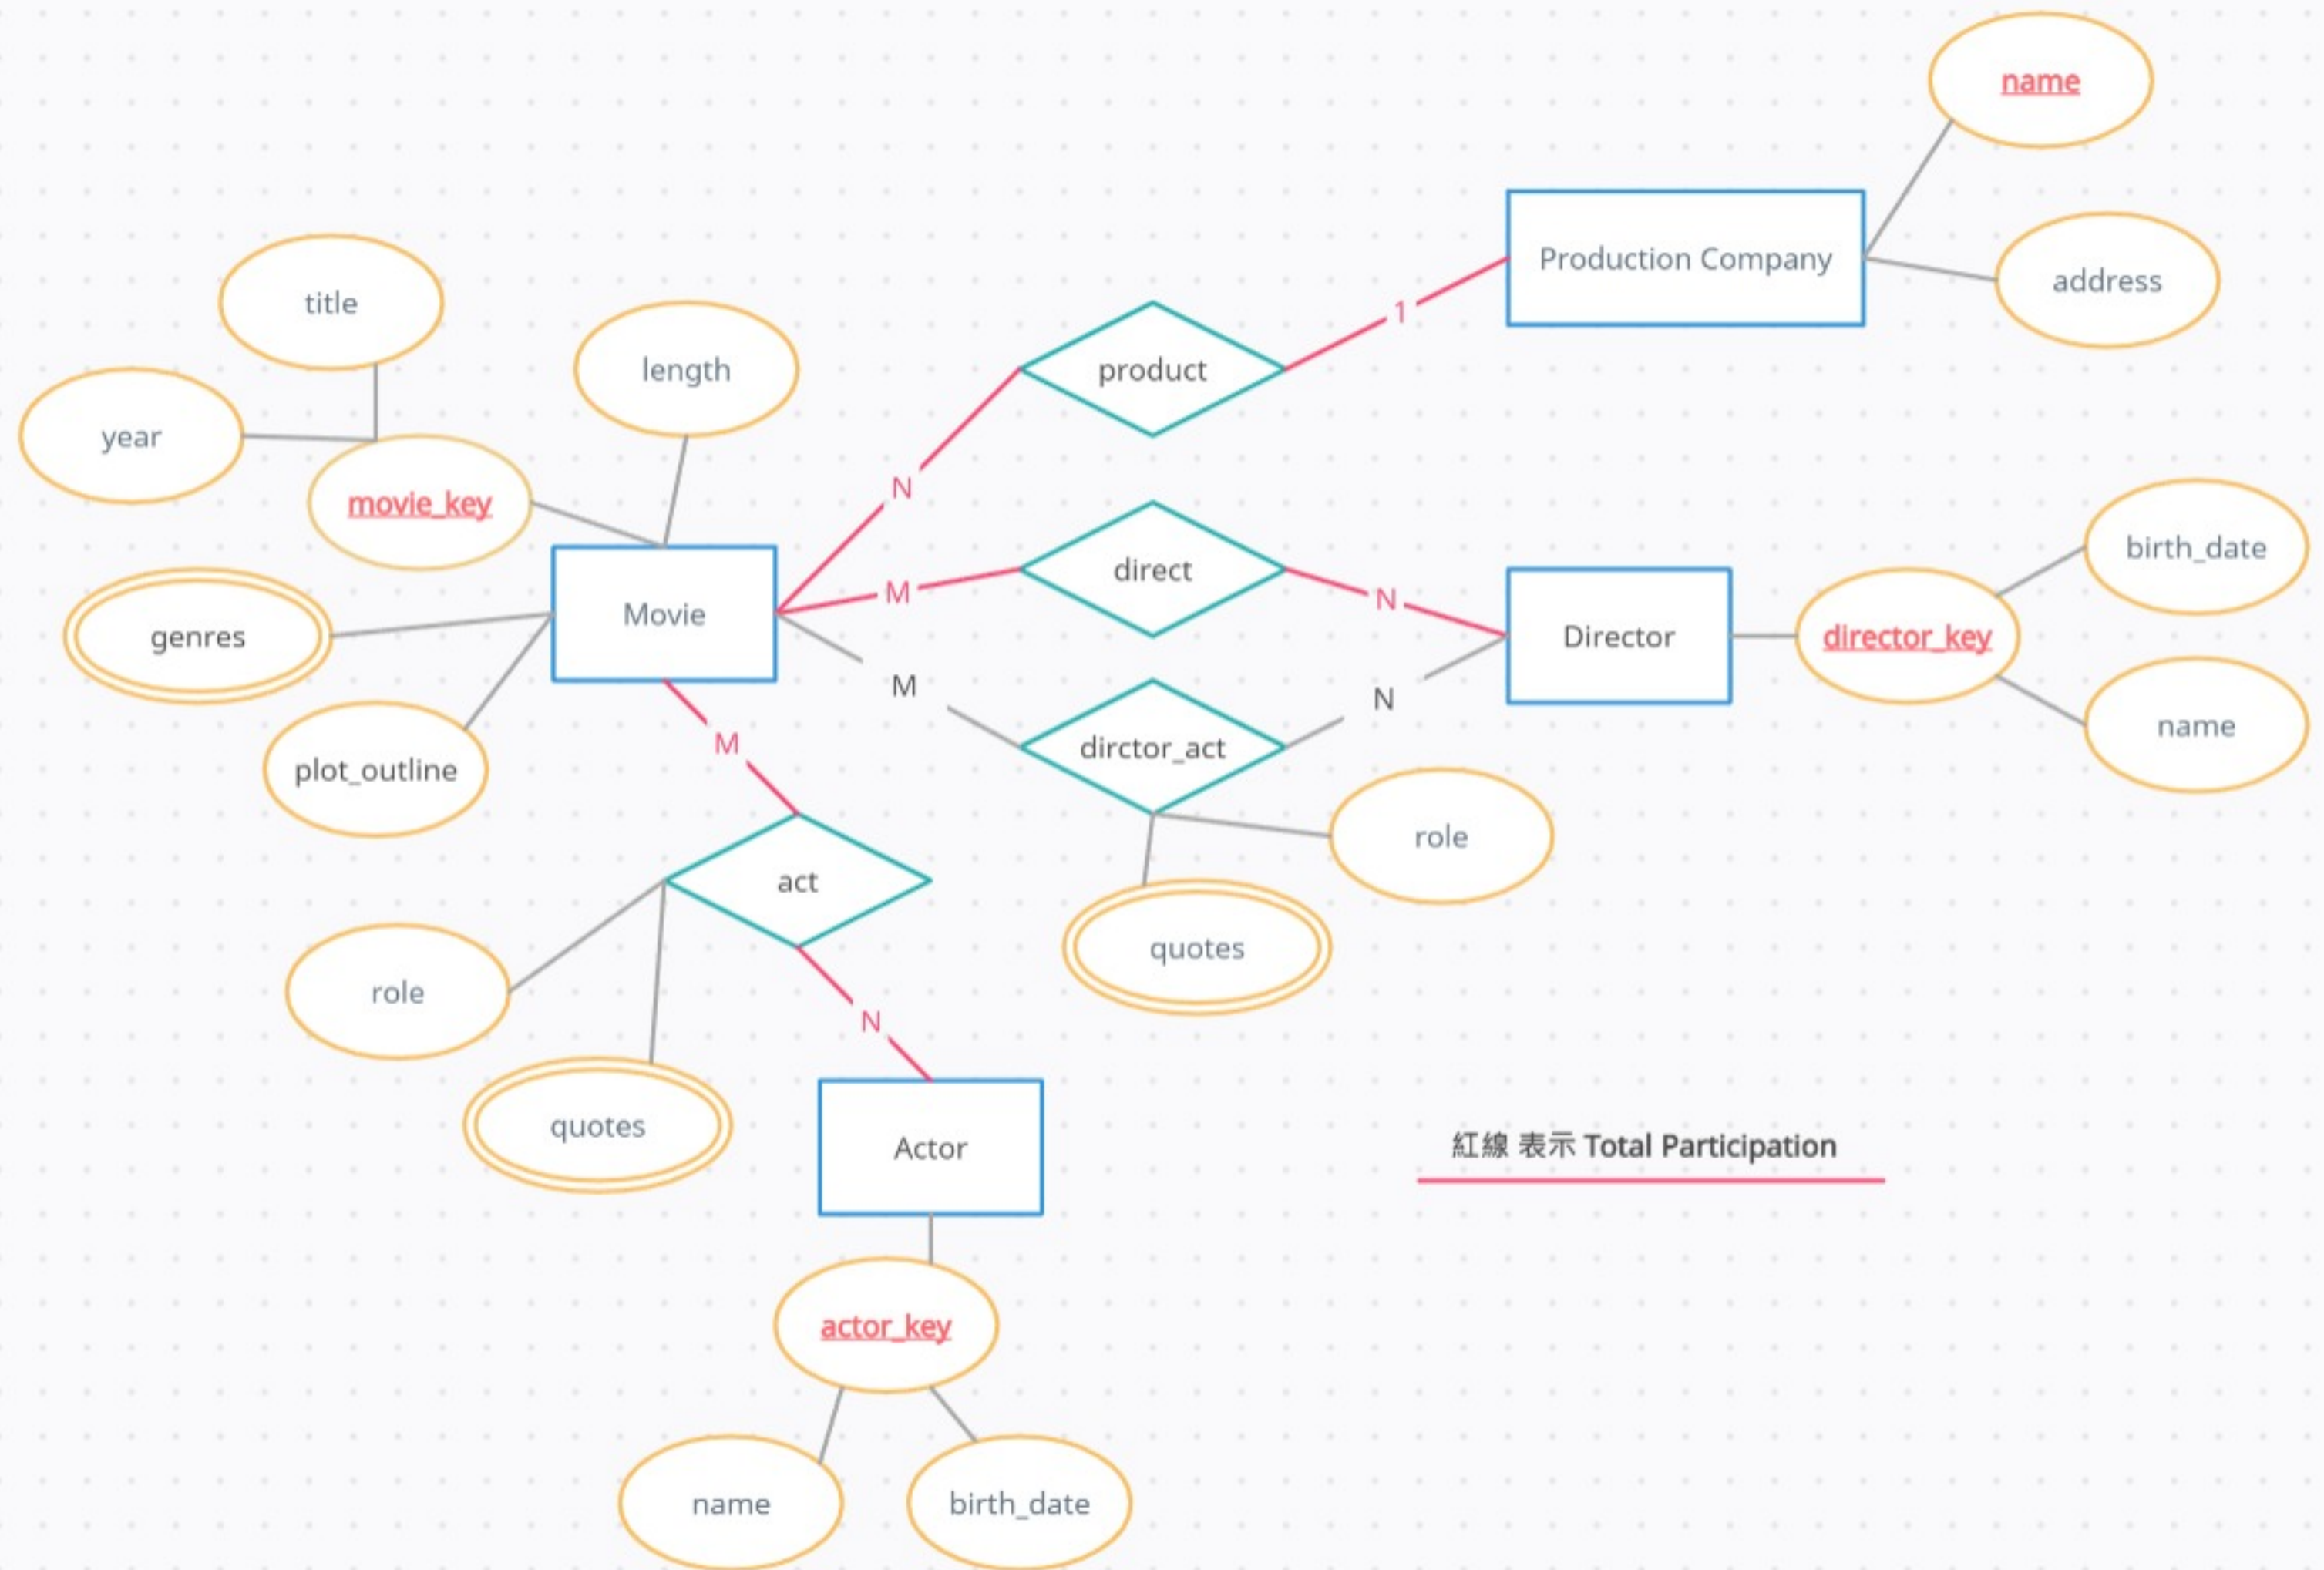 name
Production Company
address
title
length
product
1
year
N
movie_key
birth_date
direct
M
N
Movie
Director
director_key
genres
M
N
name
plot_outline
M
dirctor_act
role
act
quotes
role
N
quotes
Actor
紅線 表示 Total Participation
actor_key
name
birth_date